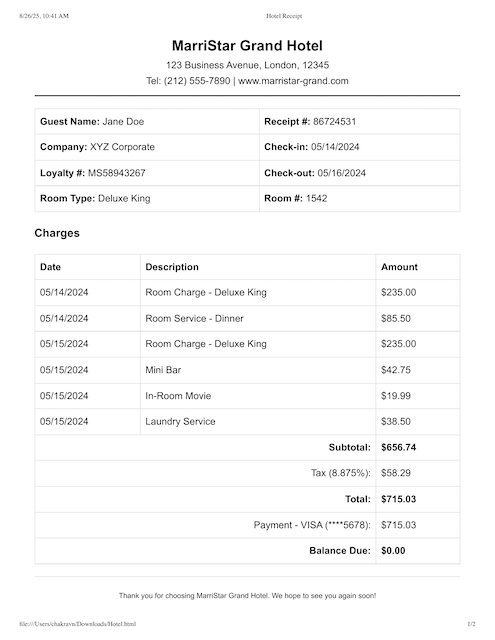 8/26/25, 10:41 AM Hotel Receipt
MarriStar Grand Hotel
123 Business Avenue, London, 12345
Tel: (212) 555-7890 | www.marristar-grand.com
Guest Name: Jane Doe Receipt #: 86724531
Company: XYZ Corporate Check-in: 05/14/2024
Loyalty #: MS58943267 Check-out: 05/16/2024
Room Type: Deluxe King Room #: 1542
Charges
Date Description Amount
05/14/2024 Room Charge - Deluxe King $235.00
05/14/2024 Room Service - Dinner $85.50
05/15/2024 Room Charge - Deluxe King $235.00
05/15/2024 Mini Bar $42.75
05/15/2024 In-Room Movie $19.99
05/15/2024 Laundry Service $38.50
Subtotal: $656.74
Tax (8.875%): $58.29
Total: $715.03
Payment - VISA (****5678): $715.03
Balance Due: $0.00
Thank you for choosing MarriStar Grand Hotel. We hope to see you again soon!
file:///Users/chakravn/Downloads/Hotel.html 1/2